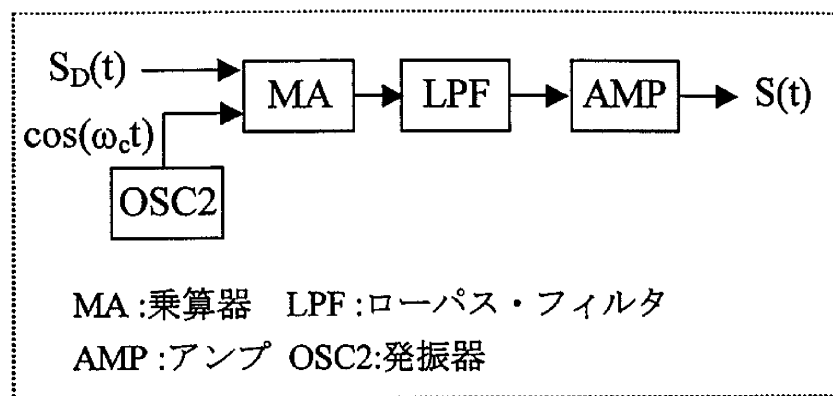 S_D(t)
MA
LPF
AMP
S(t)
cos(ω_ct)
OSC2
MA :乗算器 LPF :ローパス・フィルタ
AMP :アンプ OSC2:発振器